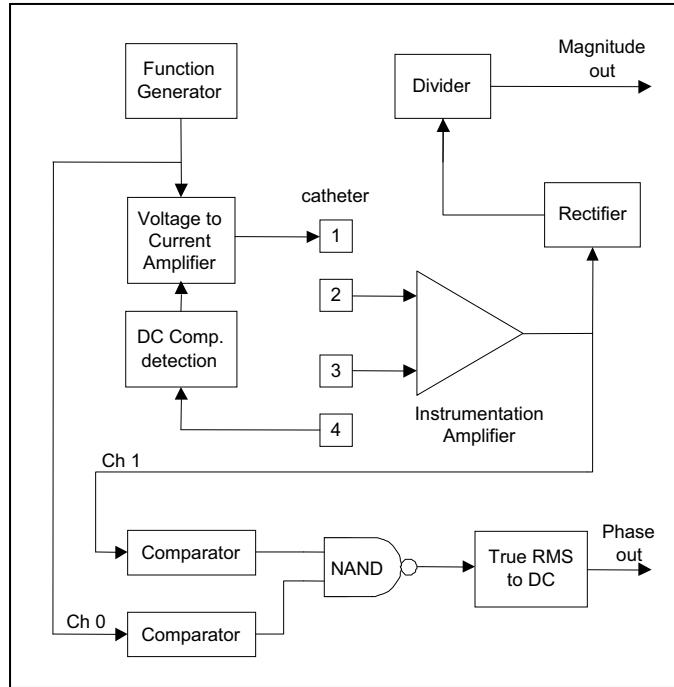 Function
Generator
Magnitude
out
Divider
catheter
Voltage to
Current
Amplifier
1
Rectifier
2
DC Comp.
detection
3
4
Instrumentation
Amplifier
Ch 1
Comparator
NAND
True RMS
to DC
Phase
out
Ch 0
Comparator